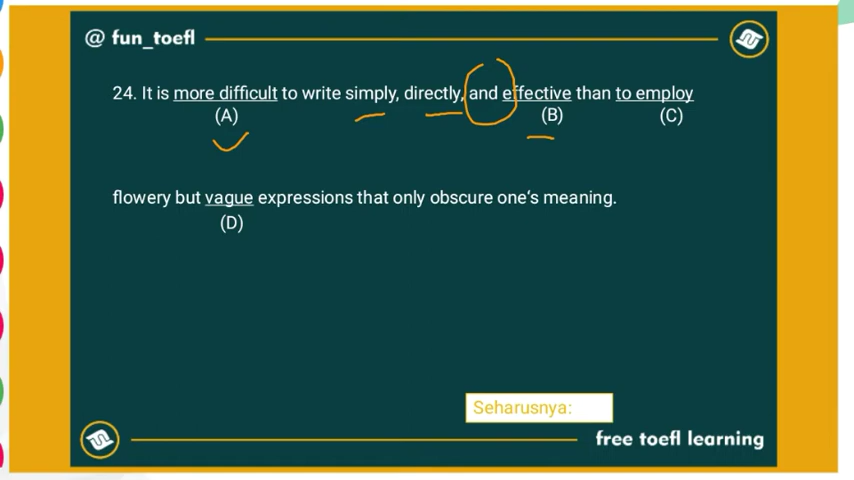 @ fun_toefl
24. It is more difficult to write simply, directly, and effective than to employ
(A) (B) (C)
flowery but vague expressions that only obscure one's meaning.
(D)
Seharusnya:
free toefl learning